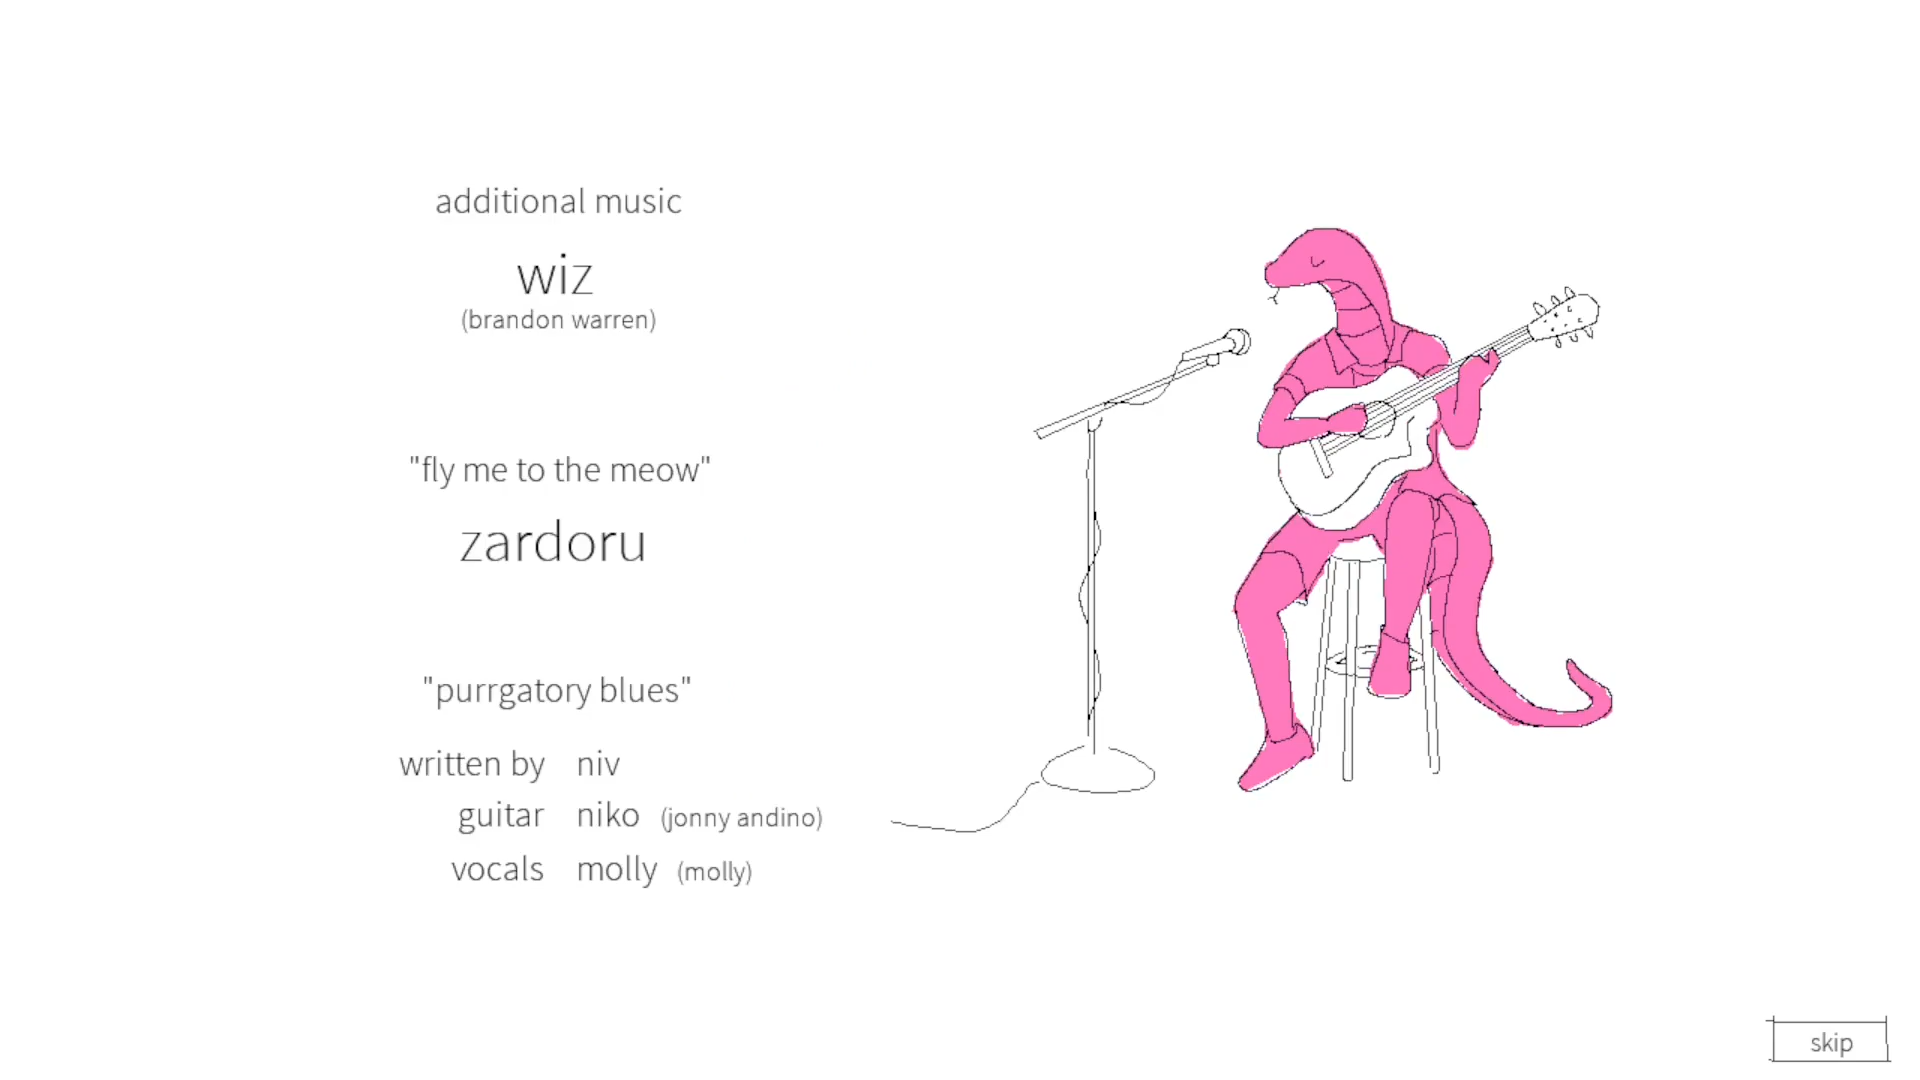 additional music
wiz
(brandon warren)
"fly me to the meow"
zardoru
"purrgatory blues"
written by niv
guitar niko (jonny andino)
vocals molly (molly)
skip